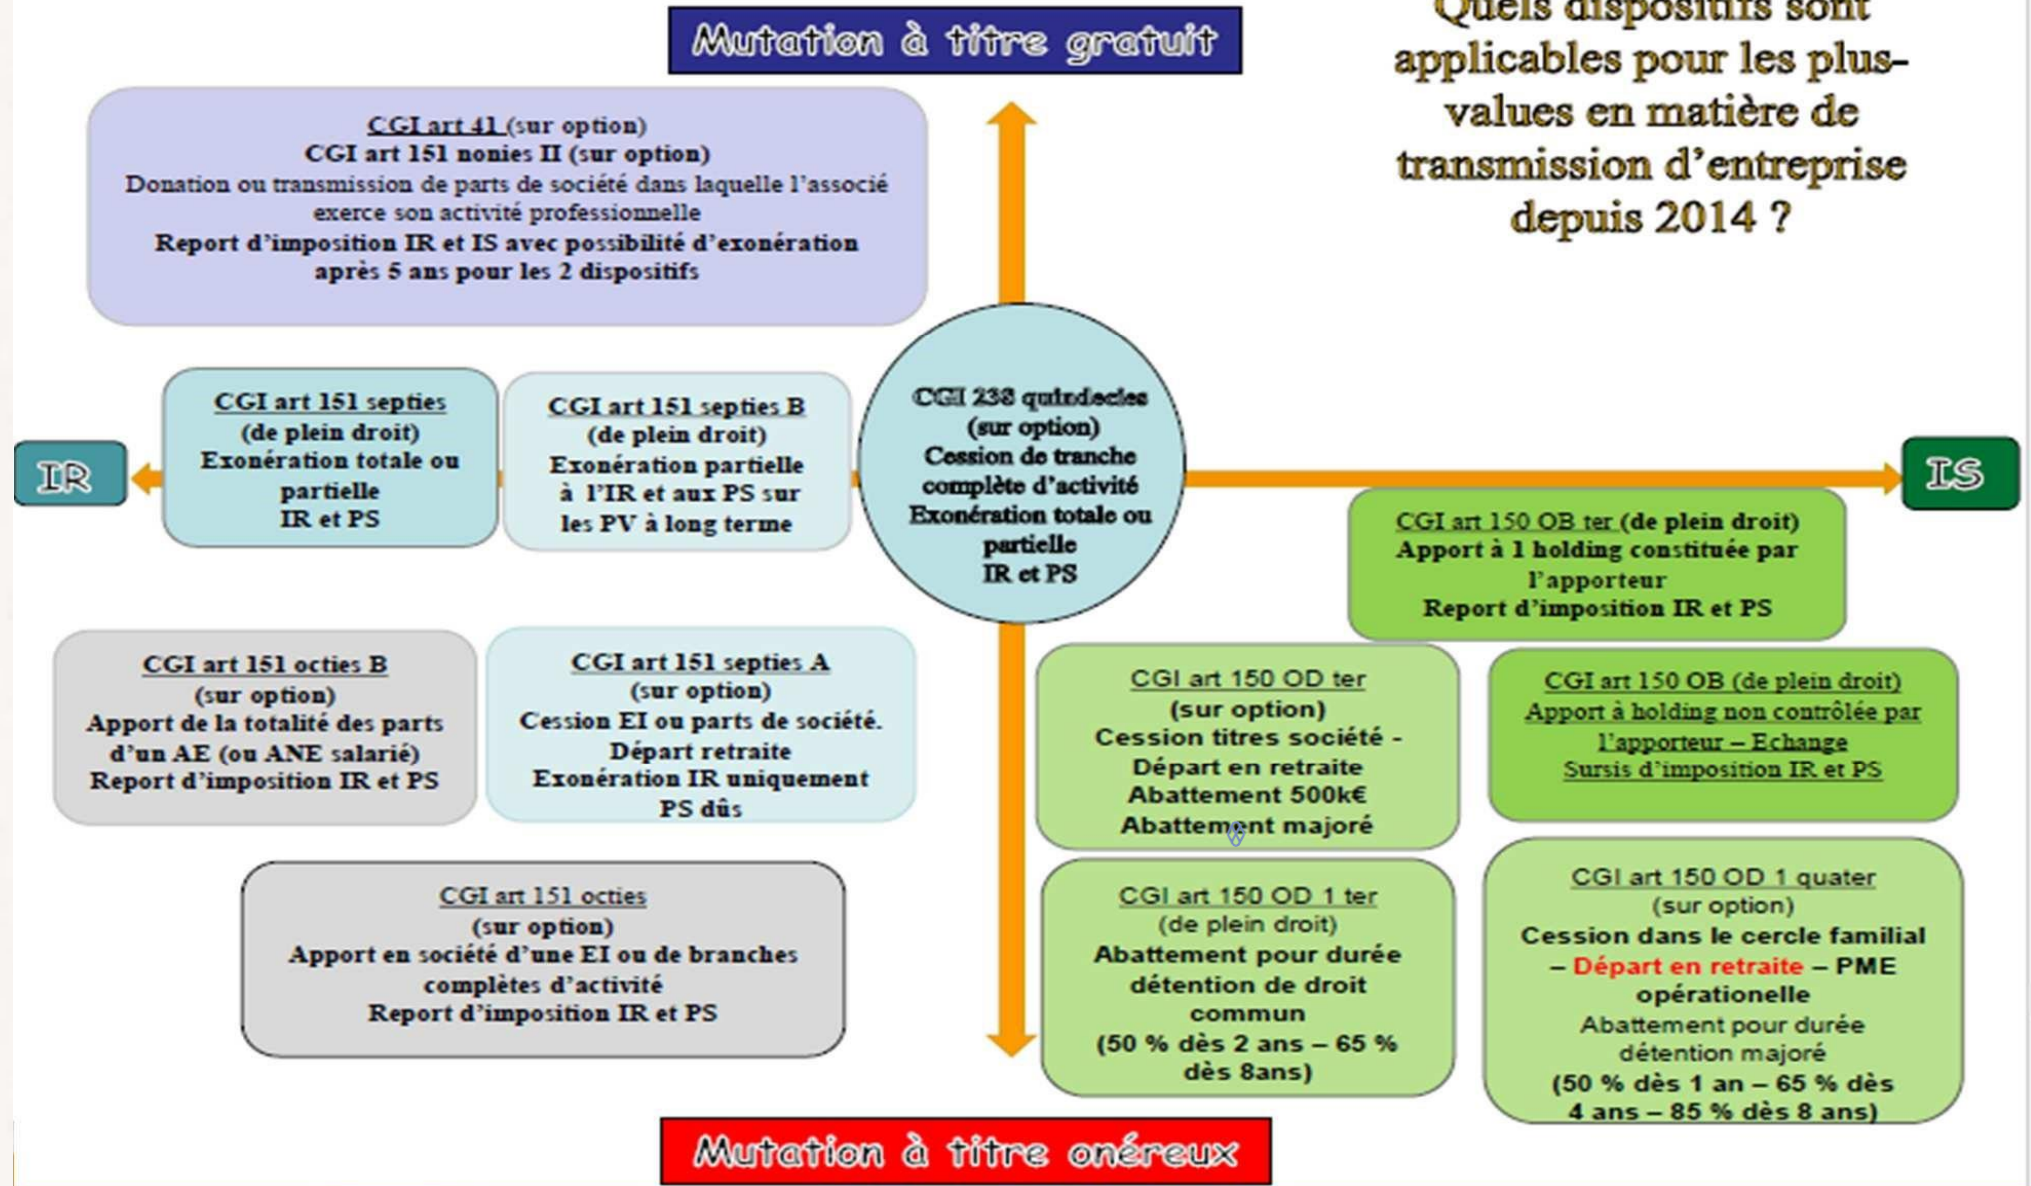 Mutation à titre gratuit
Quels dispositifs sont
applicables pour les plus-
values en matière de
transmission d'entreprise
depuis 2014 ?
CGI art 41 (sur option)
CGI art 151 nonies II (sur option)
Donation ou transmission de parts de société dans laquelle l'associé
exerce son activité professionnelle
Report d'imposition IR et IS avec possibilité d'exonération
après 5 ans pour les 2 dispositifs
IR
CGI art 151 septies
(de plein droit)
Exonération totale ou
partielle
IR et PS
CGI art 151 septies B
(de plein droit)
Exonération partielle
à l'IR et aux PS sur
les PV à long terme
CGI 238 quindecies
(sur option)
Cession de tranche
complète d'activité
Exonération totale ou
partielle
IR et PS
IS
CGI art 150 OB ter (de plein droit)
Apport à 1 holding constituée par
l'apporteur
Report d'imposition IR et PS
CGI art 151 octies B
(sur option)
Apport de la totalité des parts
d'un AE (ou ANE salarié)
Report d'imposition IR et PS
CGI art 151 septies A
(sur option)
Cession EI ou parts de société.
Départ retraite
Exonération IR uniquement
PS dûs
CGI art 150 OD ter
(sur option)
Cession titres société -
Départ en retraite
Abattement 500k€
Abattement majoré
CGI art 150 OB (de plein droit)
Apport à holding non contrôlée par
l'apporteur – Echange
Sursis d'imposition IR et PS
CGI art 151 octies
(sur option)
Apport en société d'une EI ou de branches
complètes d'activité
Report d'imposition IR et PS
CGI art 150 OD 1 ter
(de plein droit)
Abattement pour durée
détention de droit
commun
(50 % dès 2 ans – 65 %
dès 8ans)
CGI art 150 OD 1 quater
(sur option)
Cession dans le cercle familial
– Départ en retraite – PME
opérationelle
Abattement pour durée
détention majoré
(50 % dès 1 an – 65 % dès
4 ans – 85 % dès 8 ans)
Mutation à titre onéreux